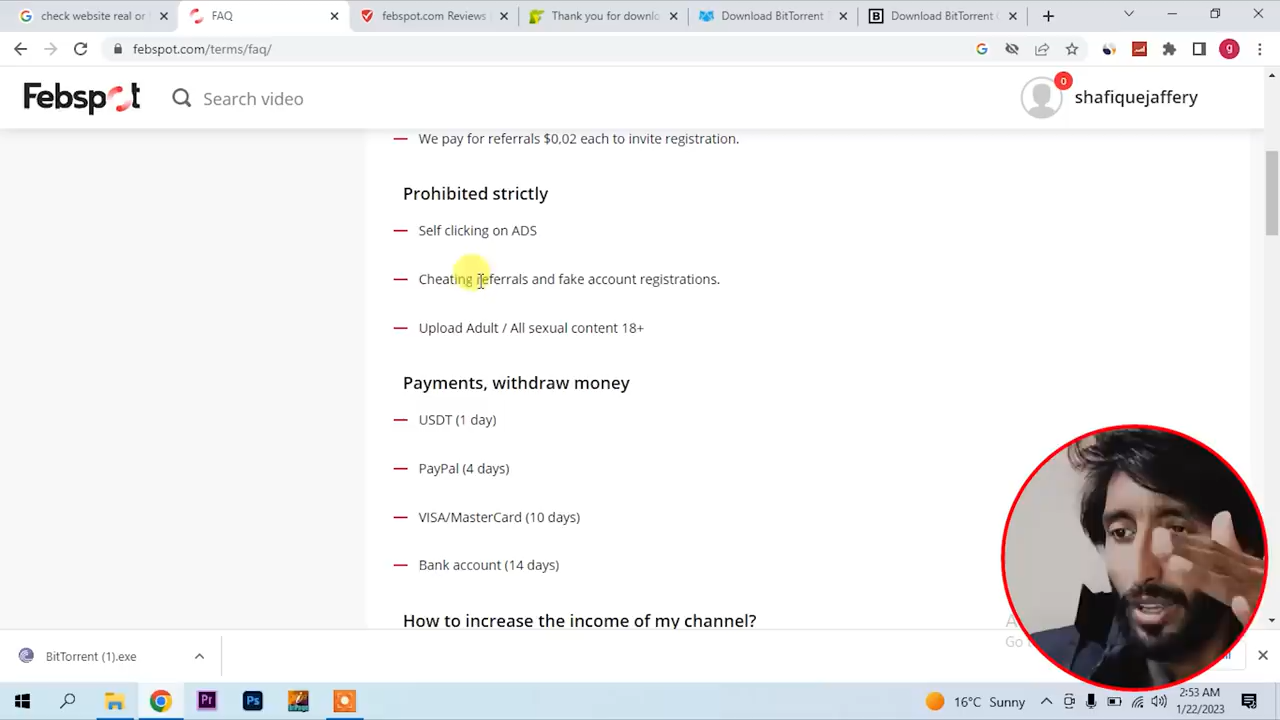 check website real or
FAQ
febspot.com Reviews
Thank you for downlo
Download BitTorrent
Download BitTorrent
febspot.com/terms/faq/
g
Febspot
Search video
0
shafiquejaffery
We pay for referrals $0,02 each to invite registration.
Prohibited strictly
Self clicking on ADS
Cheating referrals and fake account registrations.
Upload Adult / All sexual content 18+
Payments, withdraw money
USDT (1 day)
PayPal (4 days)
VISA/MasterCard (10 days)
Bank account (14 days)
How to increase the income of my channel?
Go
BitTorrent (1).exe
Pr
Ps
16°C Sunny
2:53 AM
1/22/2023